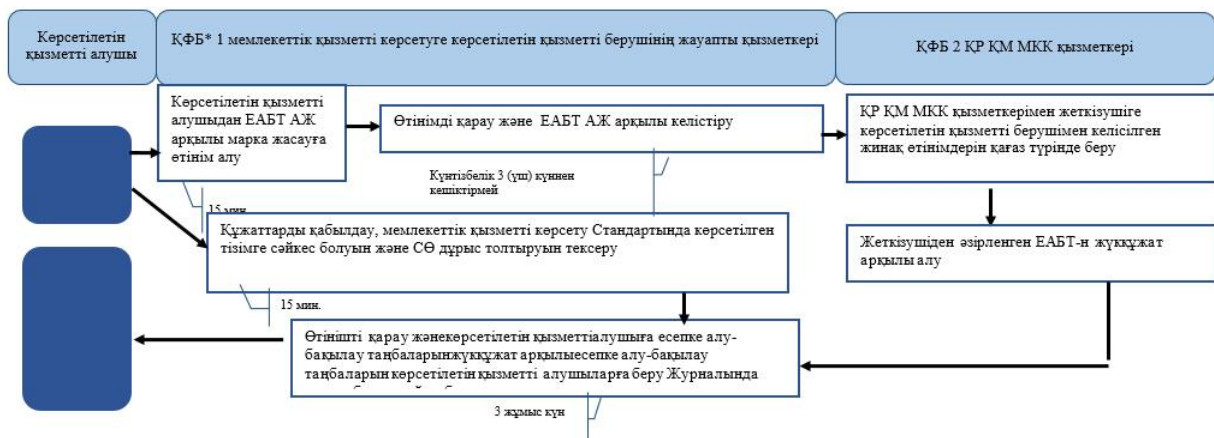 Көрсетілетін
қызметті алушы
ҚФБ* 1 мемлекеттік қызметті көрсетуге көрсетілетін қызметті берушінің жауапты қызметкері
ҚФБ 2 ҚР ҚМ МКК қызметкері
Көрсетілетін қызметті
алушыдан ЕАБТ АЖ
арқылы марка жасауға
өтінім алу
15 мин.
Өтінімді қарау және ЕАБТ АЖ арқылы келістіру
Күнтізбелік 3 (үш) күннен
кешіктірмей
ҚР ҚМ МКК қызметкерімен жеткізушіге
көрсетілетін қызметті берушімен келісілген
жинақ өтінімдерін қағаз түрінде беру
Құжаттарды қабылдау, мемлекеттік қызметті көрсету Стандартында көрсетілген
тізімге сәйкес болуын және СӨ дұрыс толтыруын тексеру
15 мин.
Жеткізушіден әзірленген ЕАБТ-н жүкқұжат
арқылы алу
Өтінішті қарау жәнекөрсетілетін қызметтіалушыға есепке алу-
бақылау таңбаларынжүкқұжат арқылыесепке алу-бақылау
таңбаларын көрсетілетін қызметті алушыларға беру Журналында
3 жұмыс күн